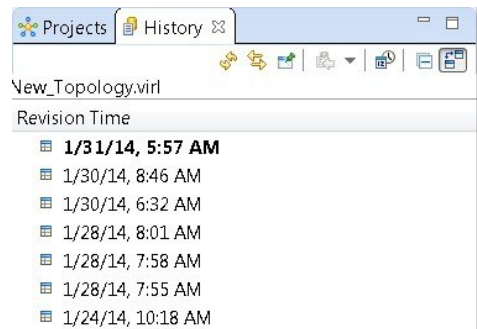 Projects History
New_Topology.virl
Revision Time
1/31/14, 5:57 AM
1/30/14, 8:46 AM
1/30/14, 6:32 AM
1/28/14, 8:01 AM
1/28/14, 7:58 AM
1/28/14, 7:55 AM
1/24/14, 10:18 AM